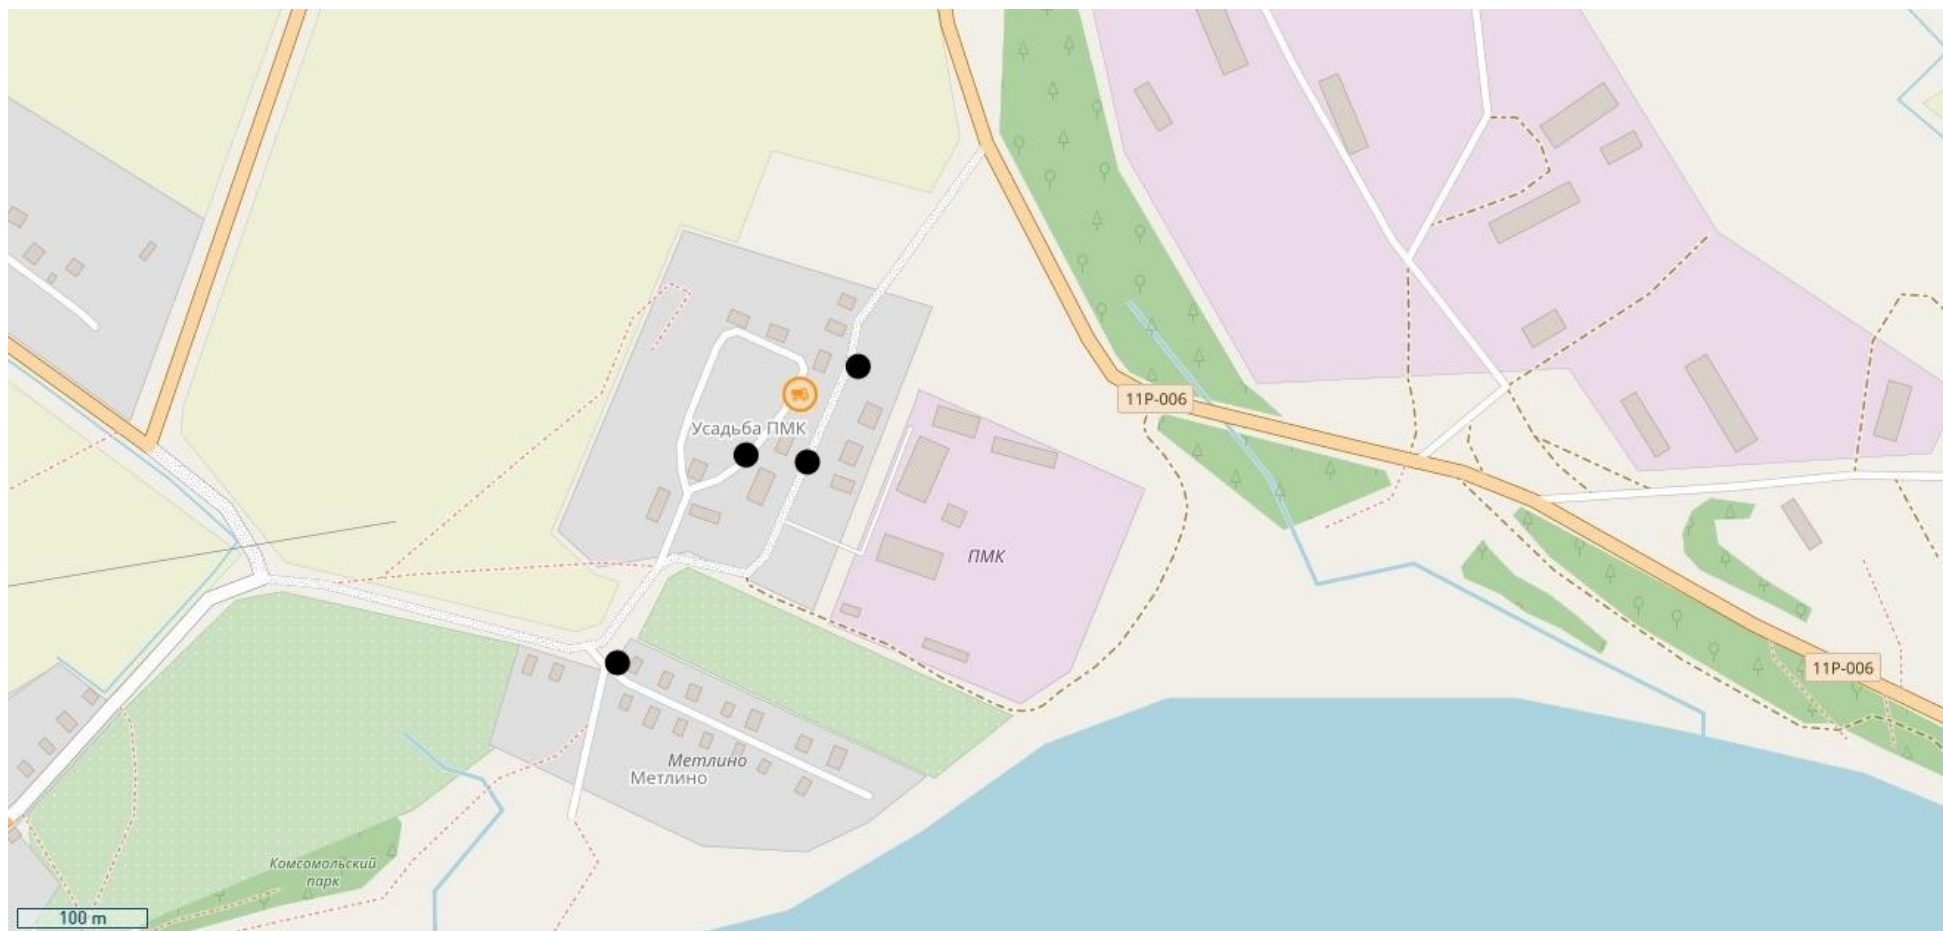 11Р-006
Усадьба ПМК
ПМК
11Р-006
Метлино
Метлино
Комсомольский
парк
100 m